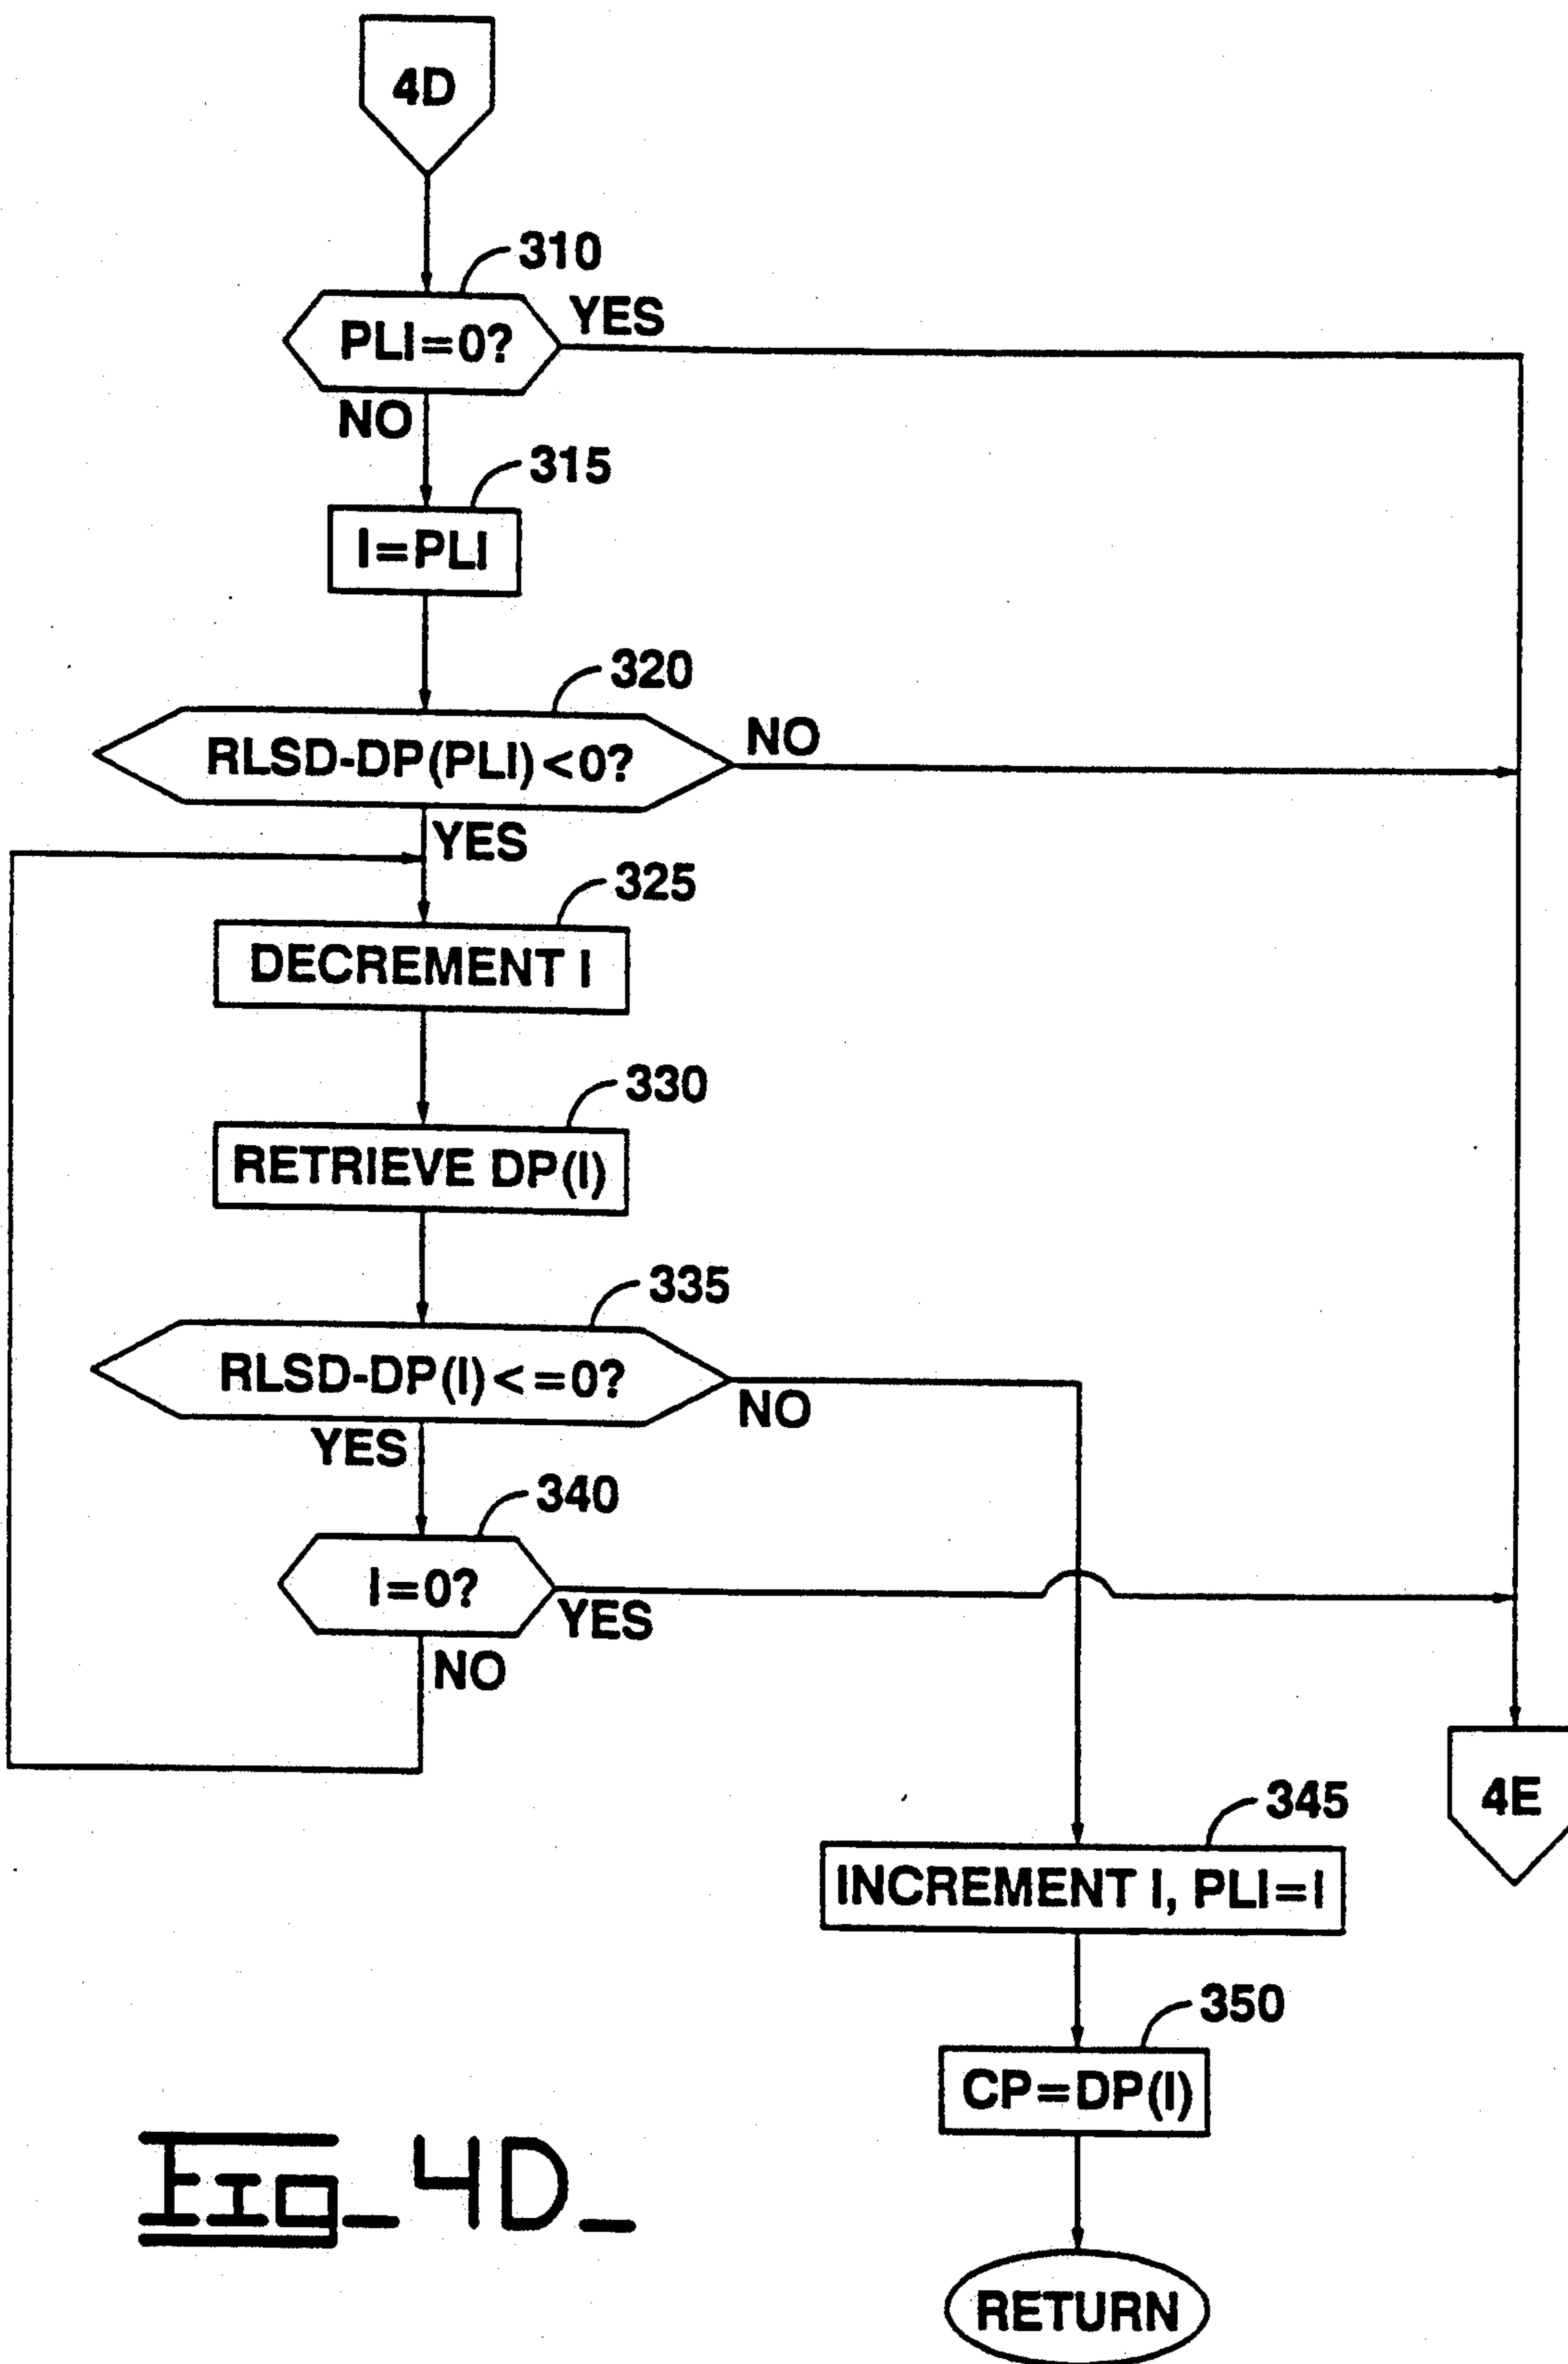 4D
310
PLI=0?
YES
NO
315
I=PLI
320
RLSD-DP(PLI)<0?
NO
YES
325
DECREMENT I
330
RETRIEVE DP(I)
335
RLSD-DP(I)<=0?
NO
YES
340
I=0?
YES
NO
4E
345
INCREMENT I, PLI=I
350
CP=DP(I)
RETURN
FIG_4D_